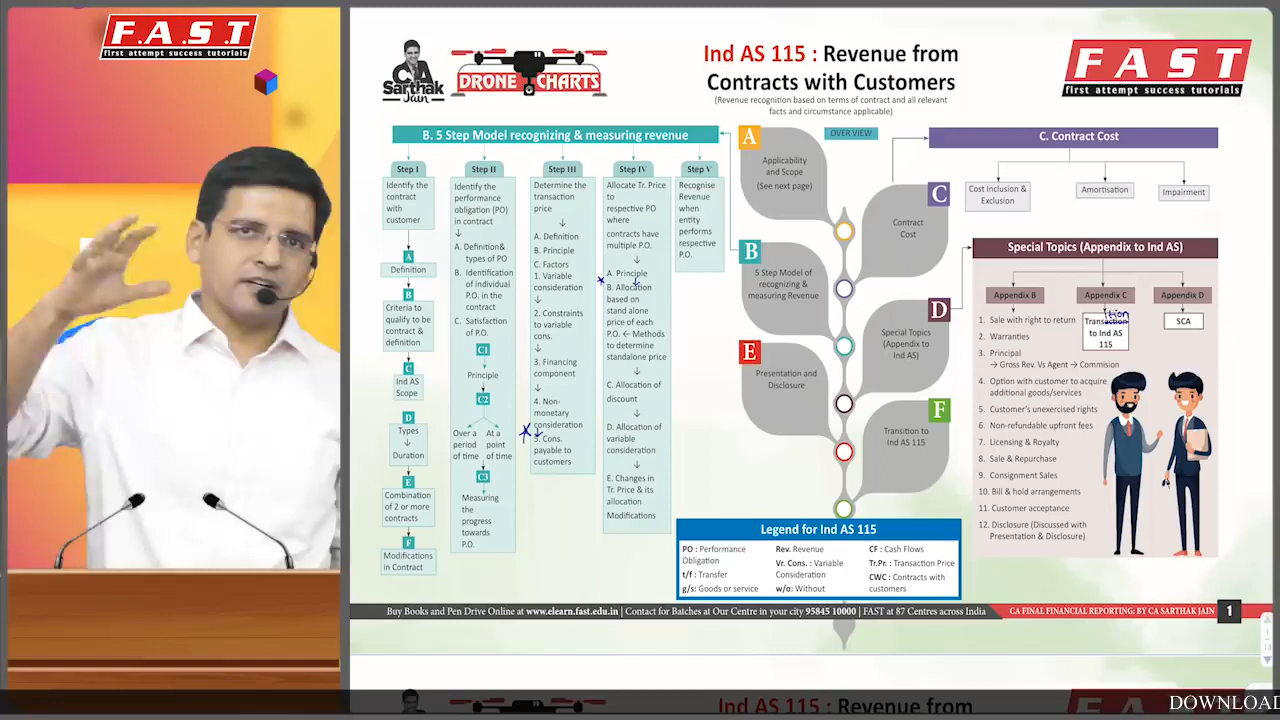 F.A.S.T
first attempt success tutorials
CA
Sarthak
Jain
DRONE CHARTS
Ind AS 115 : Revenue from
Contracts with Customers
(Revenue recognition based on terms of contract and all relevant
facts and circumstance applicable)
FAST
first attempt success tutorials
B. 5 Step Model recognizing & measuring revenue
Step I
Identify the
contract
with
customer
A
Definition
B
Criteria to
qualify to be
contract &
definition
C
Ind AS
Scope
D
Types
↓
Duration
E
Combination
of 2 or more
contracts
F
Modifications
in Contract
Step II
Identify the
performance
obligation (PO)
in contract
↓
A. Definition&
types of PO
B. Identification
of individual
P.O. in the
contract
C. Satisfaction
of P.O.
C1
Principle
C2
Over a
period
of time
At a
point
of time
C3
Measuring
the
progress
towards
P.O.
Step III
Determine the
transaction
price
↓
A. Definition
B. Principle
C. Factors
1. Variable
consideration
↓
2. Constraints
to variable
cons.
↓
3. Financing
component
↓
4. Non-
monetary
consideration
5. Cons.
payable to
customers
Step IV
Allocate Tr. Price
to
respective PO
where
contracts have
multiple P.O.
↓
A. Principle
B. Allocation
based on
stand alone
price of each
P.O. ← Methods
to determine
standalone price
↓
C. Allocation of
discount
↓
D. Allocation of
variable
consideration
↓
E. Changes in
Tr. Price & its
allocation
Modifications
Step V
Recognise
Revenue
when
entity
performs
respective
P.O.
OVER VIEW
A
Applicability
and Scope
(See next page)
B
5 Step Model of
recognizing &
measuring Revenue
C
Contract
Cost
D
Special Topics
(Appendix to
Ind AS)
E
Presentation and
Disclosure
F
Transition to
Ind AS 115
C. Contract Cost
Cost Inclusion &
Exclusion
Amortisation
Impairment
Special Topics (Appendix to Ind AS)
Appendix B
1. Sale with right to return
2. Warranties
3. Principal
→ Gross Rev. Vs Agent → Commision
4. Option with customer to acquire
additional goods/services
5. Customer's unexercised rights
6. Non-refundable upfront fees
7. Licensing & Royalty
8. Sale & Repurchase
9. Consignment Sales
10. Bill & hold arrangements
11. Customer acceptance
12. Disclosure (Discussed with
Presentation & Disclosure)
Appendix C
tion
Transaction
to Ind AS
115
Appendix D
SCA
Legend for Ind AS 115
PO : Performance
Obligation
t/f : Transfer
g/s: Goods or service
Rev. Revenue
Vr. Cons. : Variable
Consideration
w/o: Without
CF : Cash Flows
Tr.Pr. : Transaction Price
CWC : Contracts with
customers
Buy Books and Pen Drive Online at www.elearn.fast.edu.in | Contact for Batches at Our Centre in your city 95845 10000 | FAST at 87 Centres across India
CA FINAL FINANCIAL REPORTING: BY CA SARTHAK JAIN 1
Ind AS 115 : Revenue from
DOWNLOAD